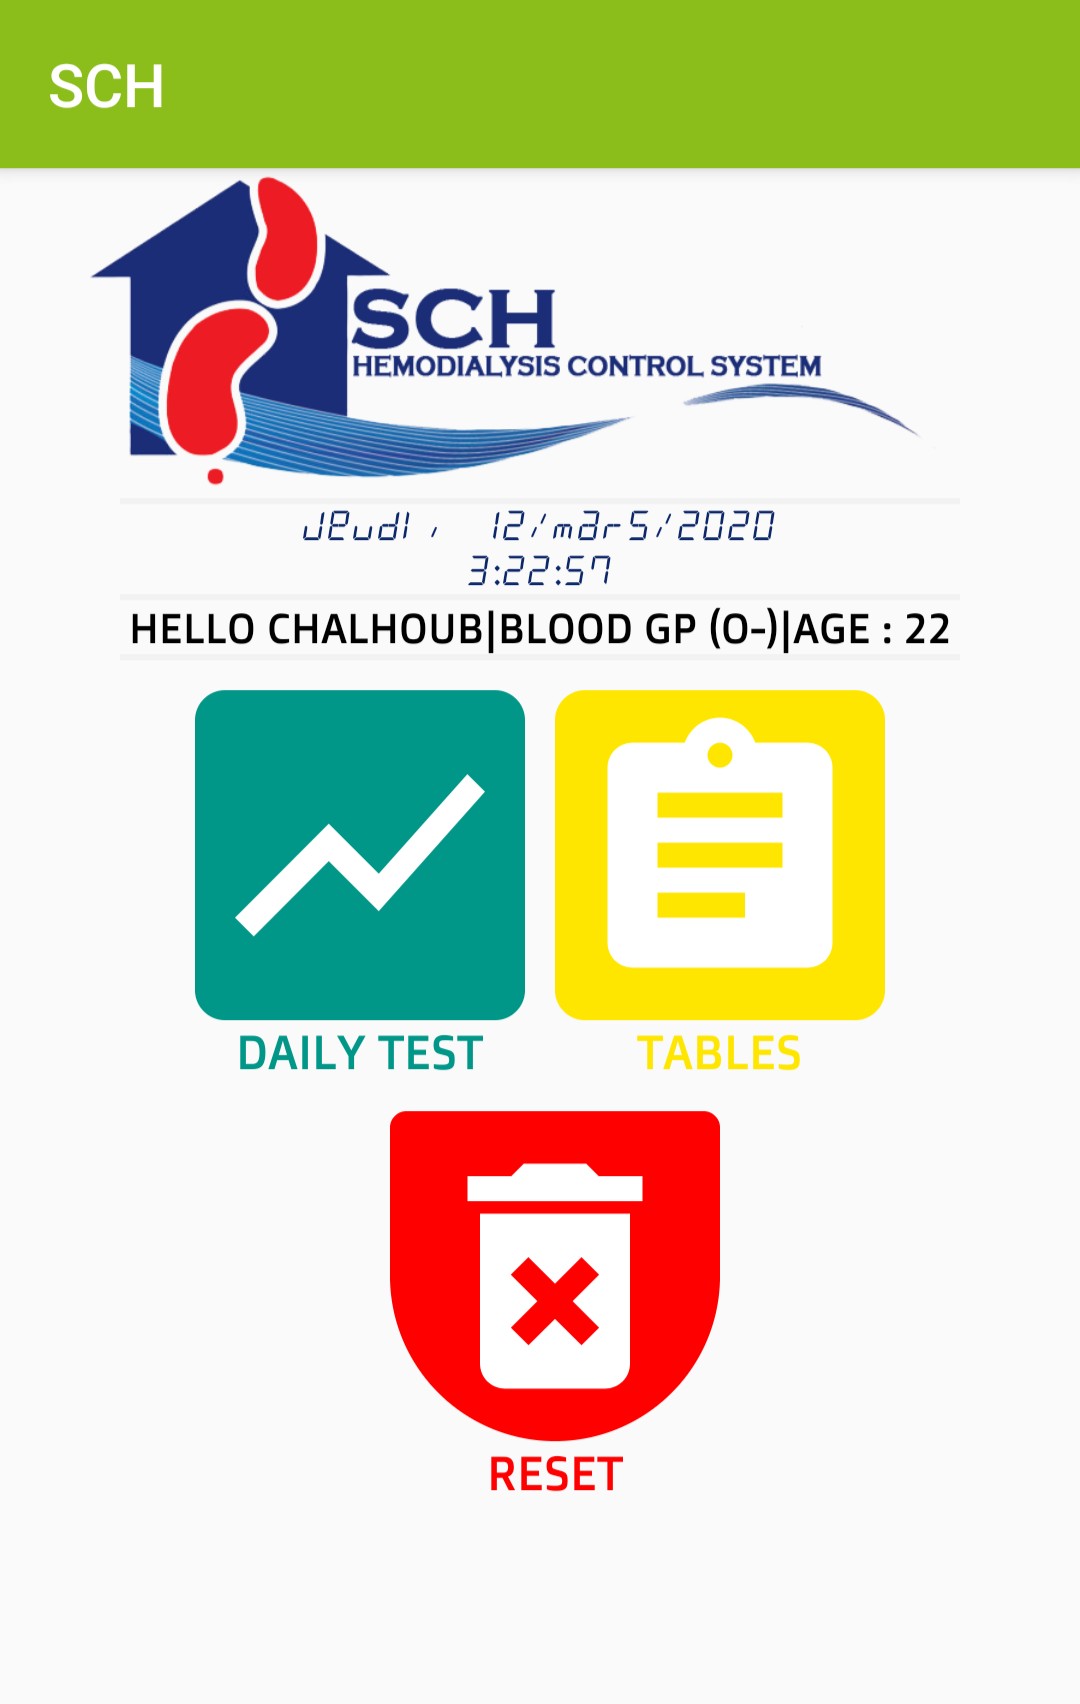 SCH
SCH
HEMODIALYSIS CONTROL SYSTEM
Jeudi, 12/mars/2020
3:22:57
HELLO CHALHOUB|BLOOD GP (O-)|AGE : 22
DAILY TEST
TABLES
RESET